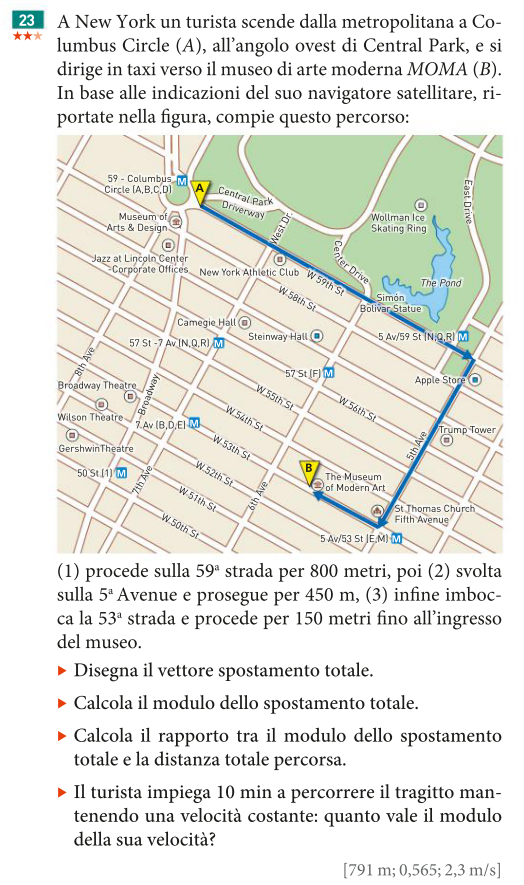 23
★★★
A New York un turista scende dalla metropolitana a Co-
lumbus Circle (A), all'angolo ovest di Central Park, e si
dirige in taxi verso il museo di arte moderna MOMA (B).
In base alle indicazioni del suo navigatore satellitare, ri-
portate nella figura, compie questo percorso:
59 - Columbus
Circle (A,B,C,D)
M
A
Central Park
Driverway
West Dr.
East Drive
Museum of
Arts & Design
Wollman Ice
Skating Ring
Jazz at Lincoln Center
-Corporate Offices
New York Athletic Club
Center Drive
The Pond
W 59th St
W 58th St
Simón
Bolivar Statue
Carnegie Hall
Steinway Hall
5 Av/59 St (N,Q,R)
M
57 St -7 Av (N,Q,R)
M
8th Ave
Broadway
57 St (F)
M
Apple Store
Broadway Theatre
W 55th St
W 56th St
Wilson Theatre
7 Av (B,D,E)
M
W 54th St
Trump Tower
GershwinTheatre
W 53th St
5th Ave
50 St (1)
M
7th Ave
W 52th St
B
The Museum
of Modern Art
W 51th St
6th Ave
St Thomas Church
Fifth Avenue
W 50th St
5 Av/53 St (E,M)
M
(1) procede sulla 59ª strada per 800 metri, poi (2) svolta
sulla 5ª Avenue e prosegue per 450 m, (3) infine imboc-
ca la 53ª strada e procede per 150 metri fino all'ingresso
del museo.
▶ Disegna il vettore spostamento totale.
▶ Calcola il modulo dello spostamento totale.
▶ Calcola il rapporto tra il modulo dello spostamento
totale e la distanza totale percorsa.
▶ Il turista impiega 10 min a percorrere il tragitto man-
tenendo una velocità costante: quanto vale il modulo
della sua velocità?
[791 m; 0,565; 2,3 m/s]